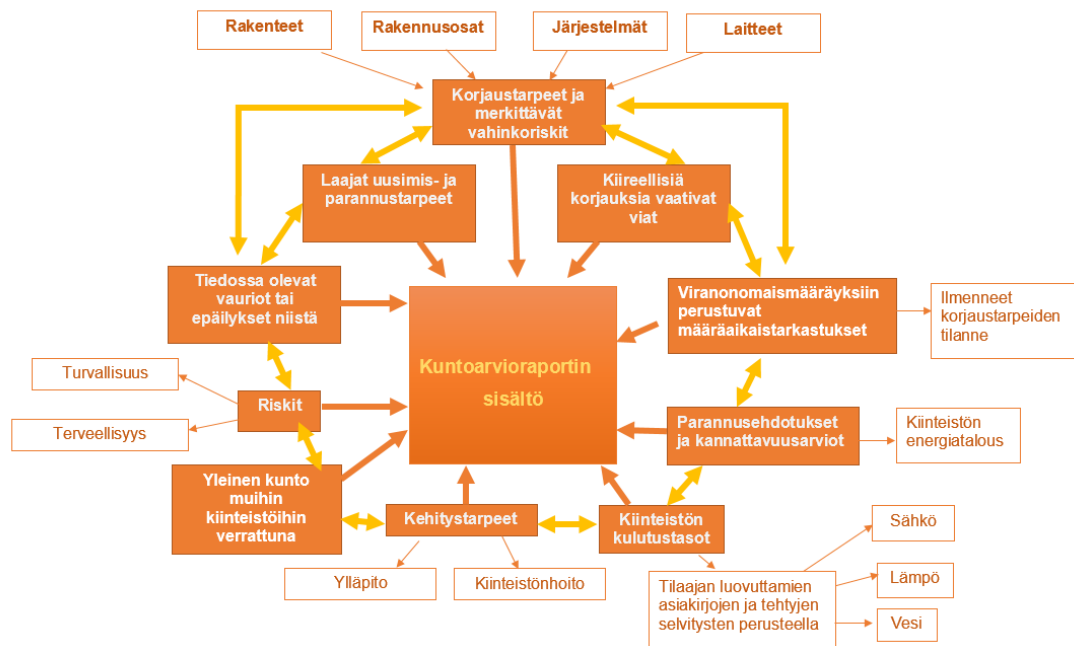 Rakenteet
Rakennusosat
Järjestelmät
Laitteet
Korjaustarpeet ja
merkittävät
vahinkoriskit
Laajat uusimis- ja
parannustarpeet
Kiireellisiä
korjauksia vaativat
viat
Tiedossa olevat
vauriot tai
epäilykset niistä
Viranonomaismääräyksiin
perustuvat
määräaikaistarkastukset
Ilmenneet
korjaustarpeiden
tilanne
Kuntoarvioraportin
sisältö
Turvallisuus
Terveellisyys
Riskit
Parannusehdotukset
ja kannattavuusarviot
Kiinteistön
energiatalous
Yleinen kunto
muihin
kiinteistöihin
verrattuna
Kehitystarpeet
Kiinteistön
kulutustasot
Ylläpito
Kiinteistönhoito
Tilaajan luovuttamien
asiakirjojen ja tehtyjen
selvitysten perusteella
Sähkö
Lämpö
Vesi